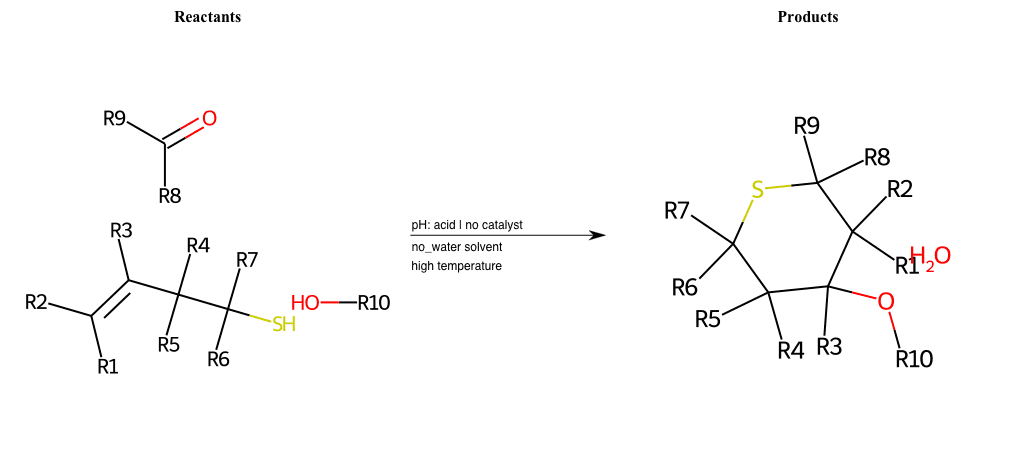 Reactants
Products
R9
O
R8
R3
R4
R7
R2
HO
R10
SH
R5
R6
R1
pH: acid | no catalyst
no_water solvent
high temperature
R9
R8
S
R2
R7
R1
H2O
R6
O
R5
R4
R3
R10